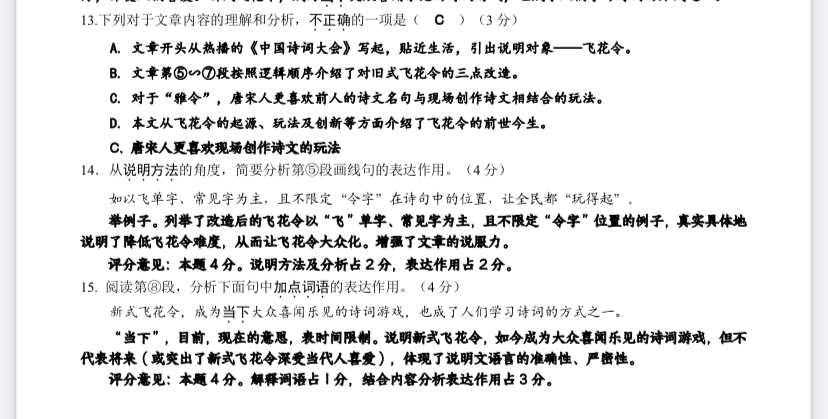 13.下列对于文章内容的理解和分析，不正确的一项是（ C ）（3 分）
A. 文章开头从热播的《中国诗词大会》写起，贴近生活，引出说明对象——飞花令。
B. 文章第⑤∽⑦段按照逻辑顺序介绍了对旧式飞花令的三点改造。
C. 对于“雅令”，唐宋人更喜欢前人的诗文名句与现场创作诗文相结合的玩法。
D. 本文从飞花令的起源、玩法及创新等方面介绍了飞花令的前世今生。
C. 唐宋人更喜欢现场创作诗文的玩法
14. 从说明方法的角度，简要分析第⑤段画线句的表达作用。（4 分）
如以飞单字、常见字为主，且不限定“令字”在诗句中的位置，让全民都“玩得起”。
举例子。列举了改造后的飞花令以“飞”单字、常见字为主，且不限定“令字”位置的例子，真实具体地
说明了降低飞花令难度，从而让飞花令大众化。增强了文章的说服力。
评分意见：本题 4 分。说明方法及分析占 2 分，表达作用占 2 分。
15. 阅读第⑧段，分析下面句中加点词语的表达作用。（4 分）
新式飞花令，成为当下大众喜闻乐见的诗词游戏，也成了人们学习诗词的方式之一。
“当下”，目前，现在的意思，表时间限制。说明新式飞花令，如今成为大众喜闻乐见的诗词游戏，但不
代表将来（或突出了新式飞花令深受当代人喜爱），体现了说明文语言的准确性、严密性。
评分意见：本题 4 分。解释词语占 1 分，结合内容分析表达作用占 3 分。